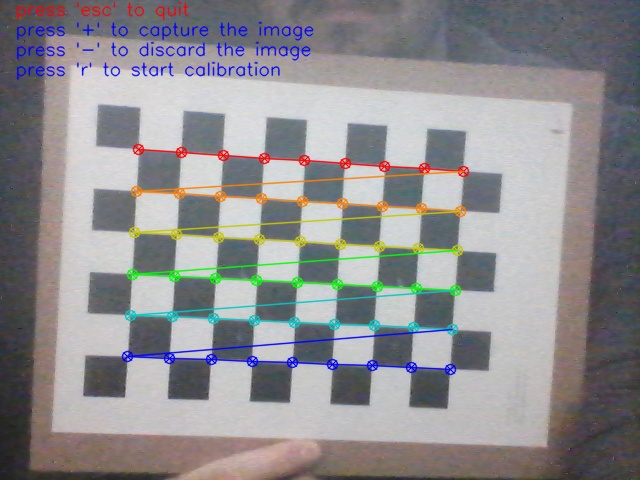 press 'esc' to quit
press '+' to capture the image
press '-' to discard the image
press 'r' to start calibration